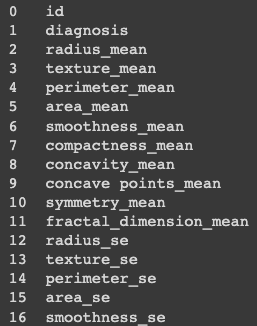 0 id
1 diagnosis
2 radius_mean
3 texture_mean
4 perimeter_mean
5 area_mean
6 smoothness_mean
7 compactness_mean
8 concavity_mean
9 concave points_mean
10 symmetry_mean
11 fractal_dimension_mean
12 radius_se
13 texture_se
14 perimeter_se
15 area_se
16 smoothness_se